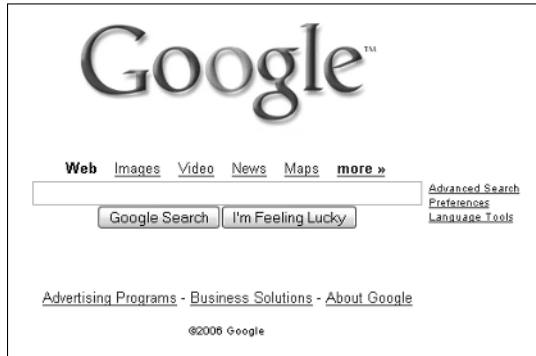 Google™
Web Images Video News Maps more »
Advanced Search
Preferences
Google Search I'm Feeling Lucky Language Tools
Advertising Programs - Business Solutions - About Google
©2006 Google